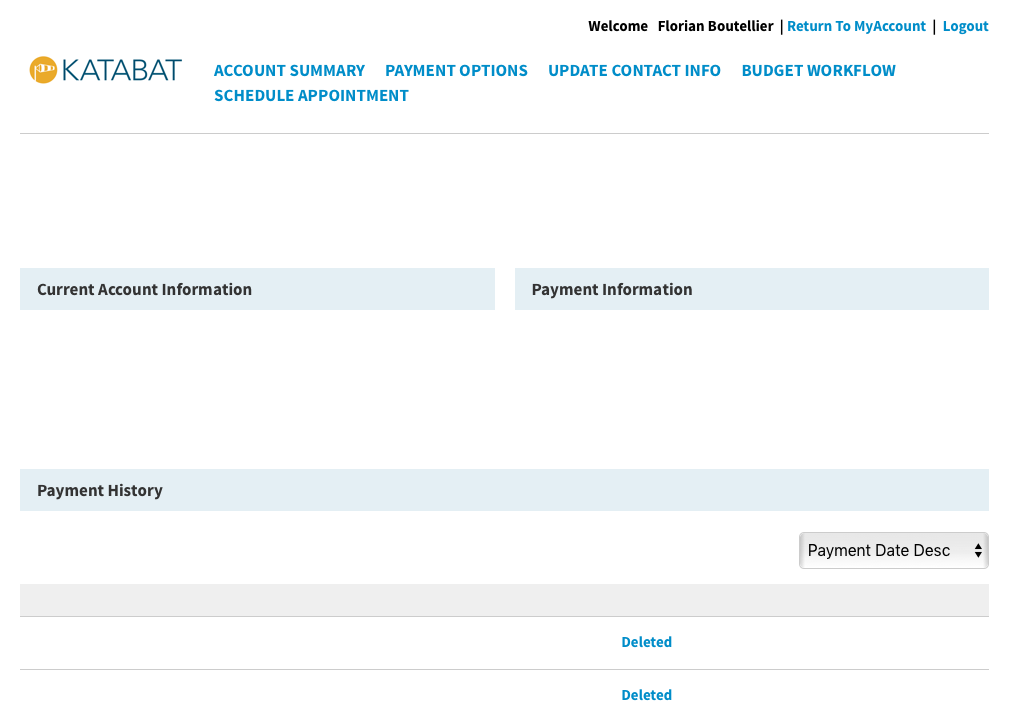 Welcome Florian Boutellier | Return To MyAccount | Logout
KATABAT
ACCOUNT SUMMARY PAYMENT OPTIONS UPDATE CONTACT INFO BUDGET WORKFLOW
SCHEDULE APPOINTMENT
Current Account Information
Payment Information
Payment History
Payment Date Desc
Deleted
Deleted